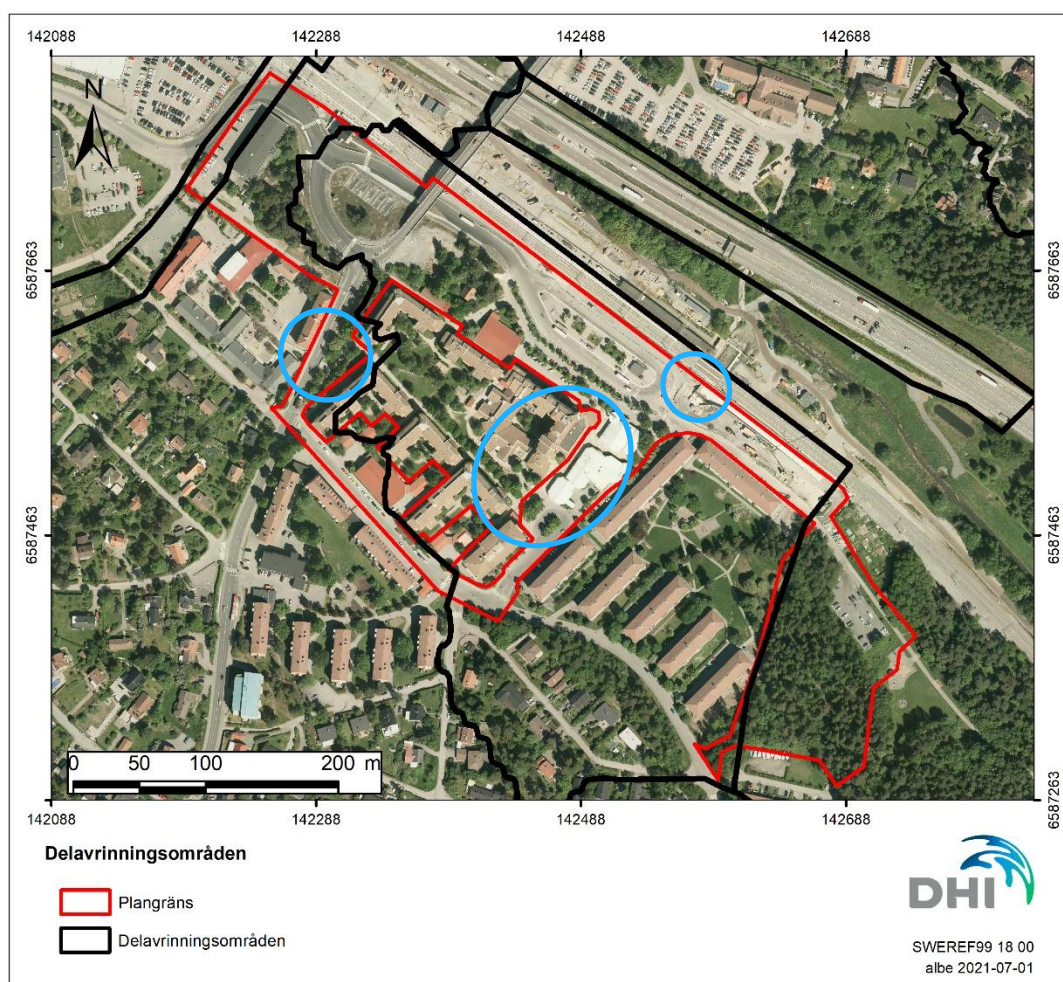 142088 142288 142488 142688
N
6587663 6587663
6587463 6587463
6587263 6587263
0 50 100 200 m
142088 142288 142488 142688
Delavrinningsområden
Plangräns
Delavrinningsområden
DHI
SWEREF99 18 00
albe 2021-07-01